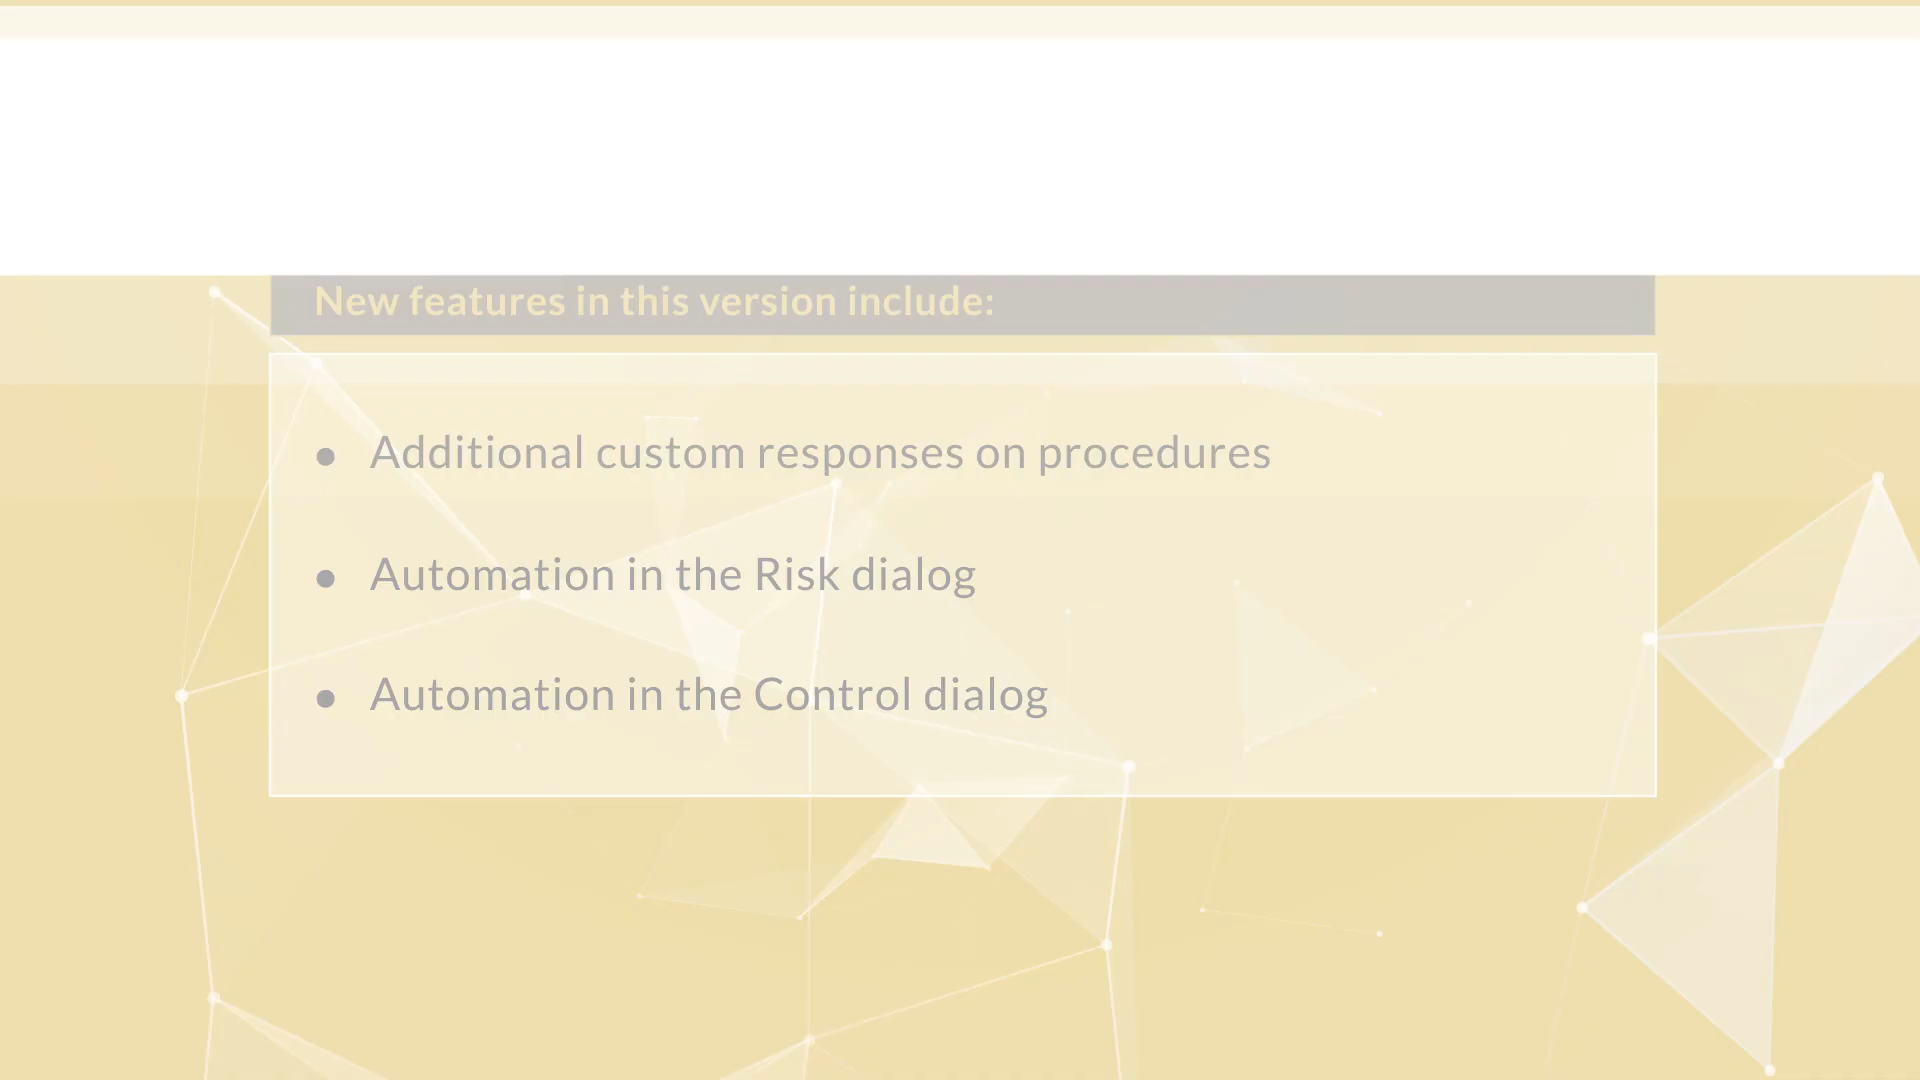 New features in this version include:
● Additional custom responses on procedures
● Automation in the Risk dialog
● Automation in the Control dialog